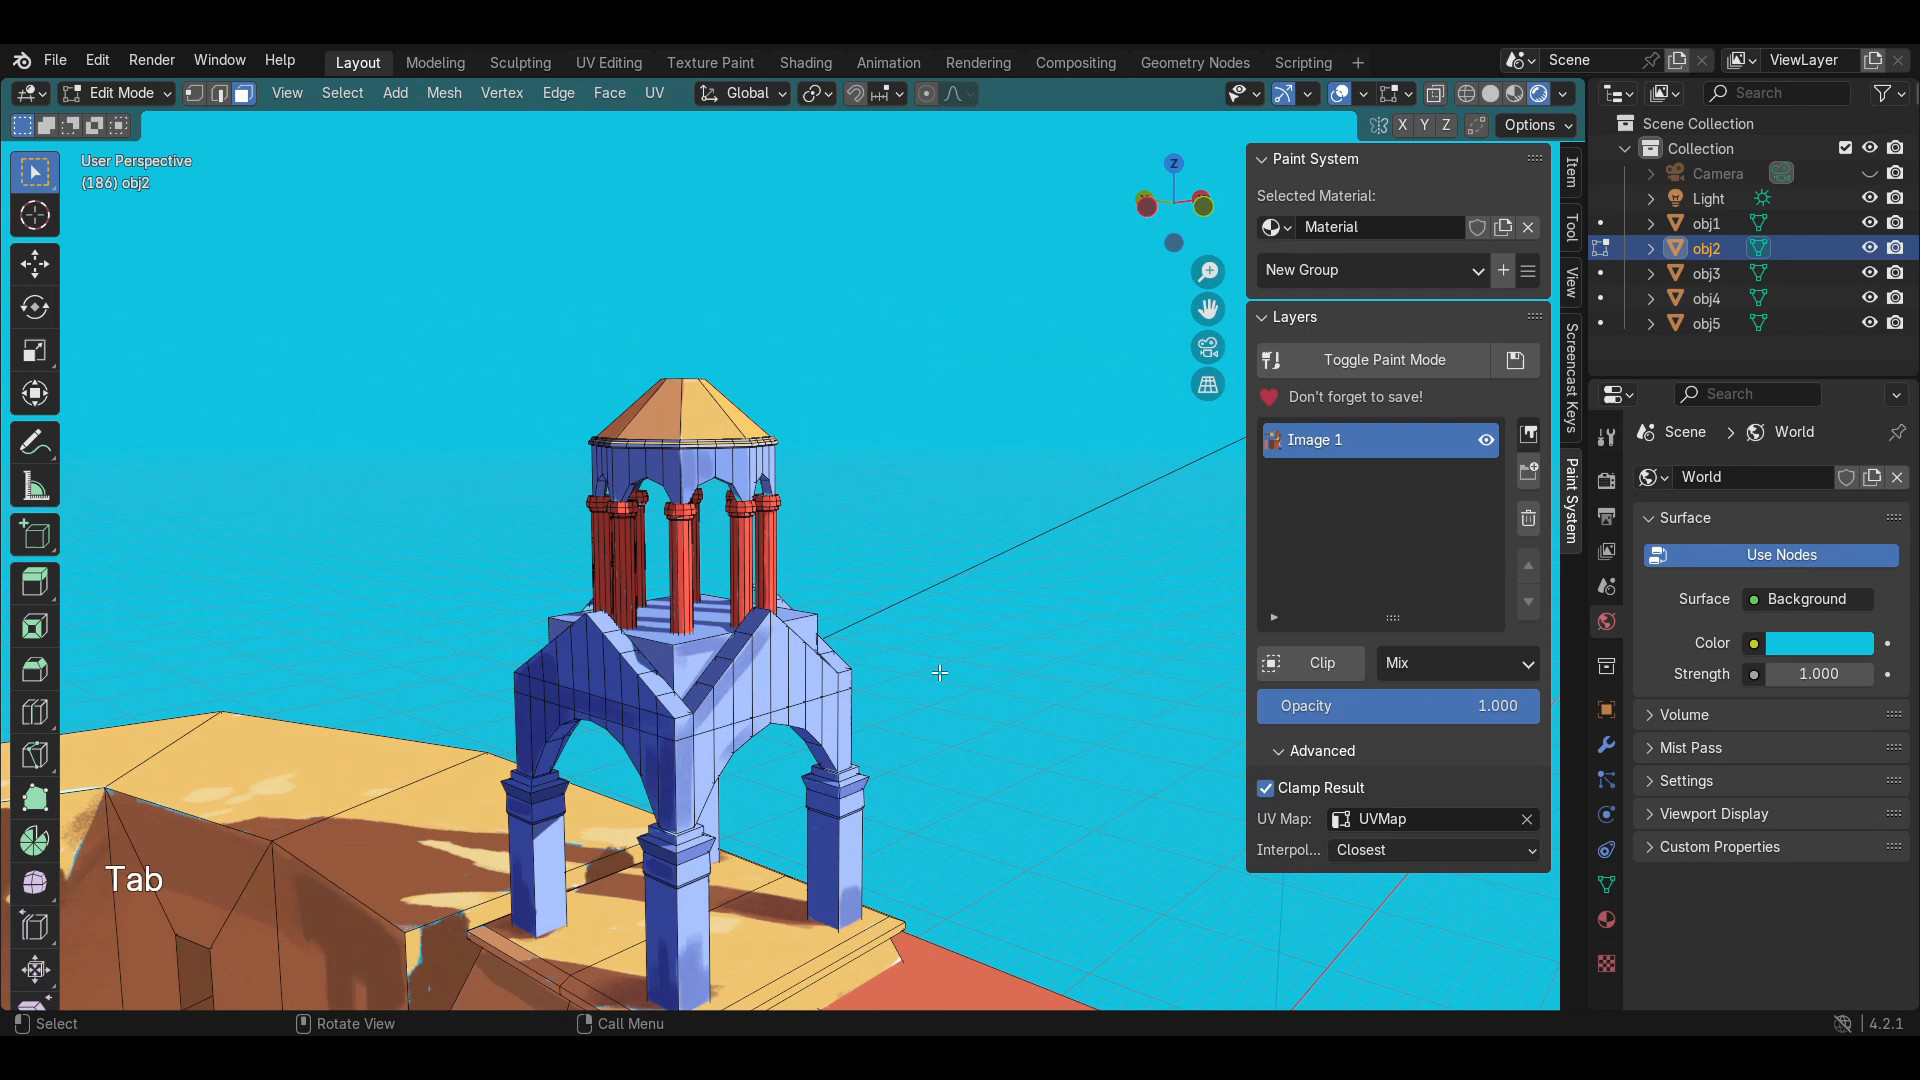 File Edit Render Window Help Layout Modeling Sculpting UV Editing Texture Paint Shading Animation Rendering Compositing Geometry Nodes Scripting + Scene ViewLayer
Edit Mode View Select Add Mesh Vertex Edge Face UV Global Search
X Y Z Options
User Perspective
(186) obj2
Z
Paint System
Selected Material:
Material
New Group
Layers
Toggle Paint Mode
Don't forget to save!
Image 1
Clip Mix
Opacity 1.000
Advanced
Clamp Result
UV Map: UVMap
Interpol... Closest
Item
Tool
View
Screencast Keys
Paint System
Scene Collection
Collection
Camera
Light
obj1
obj2
obj3
obj4
obj5
Search
Scene World
World
Surface
Use Nodes
Surface Background
Color
Strength 1.000
Volume
Mist Pass
Settings
Viewport Display
Custom Properties
Tab
Select Rotate View Call Menu 4.2.1